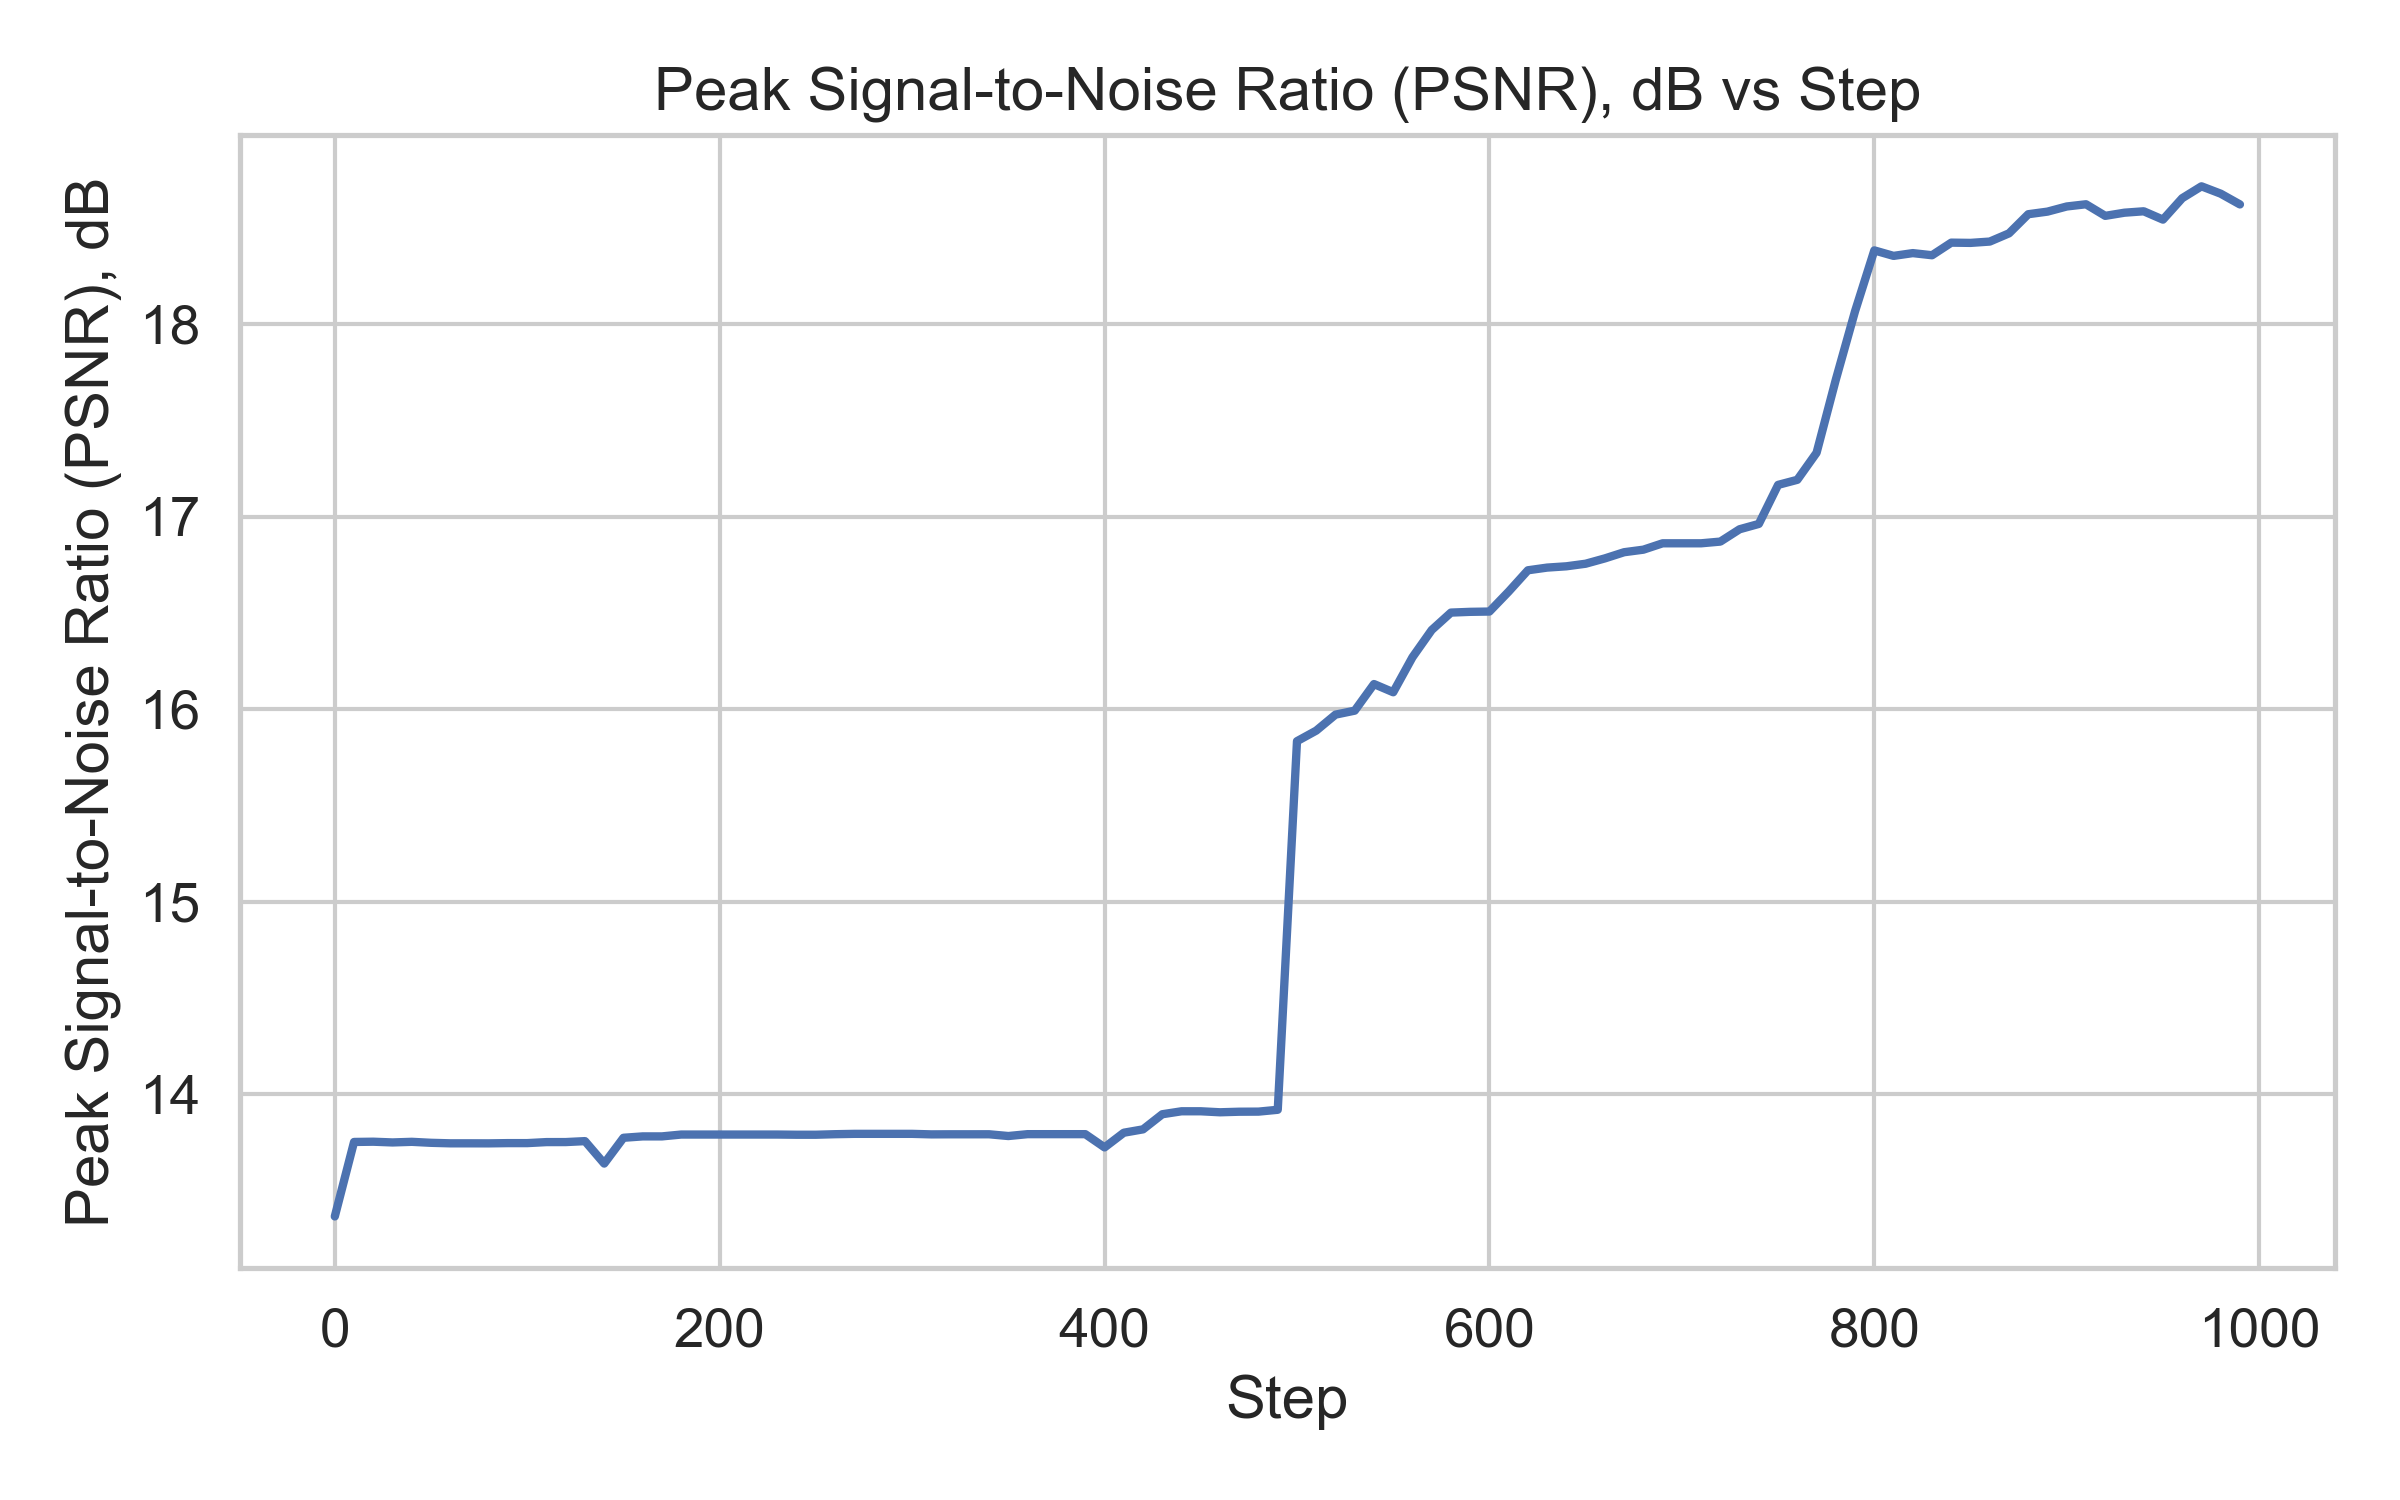 Peak Signal-to-Noise Ratio (PSNR), dB vs Step
Peak Signal-to-Noise Ratio (PSNR), dB
18
17
16
15
14
0 200 400 600 800 1000
Step